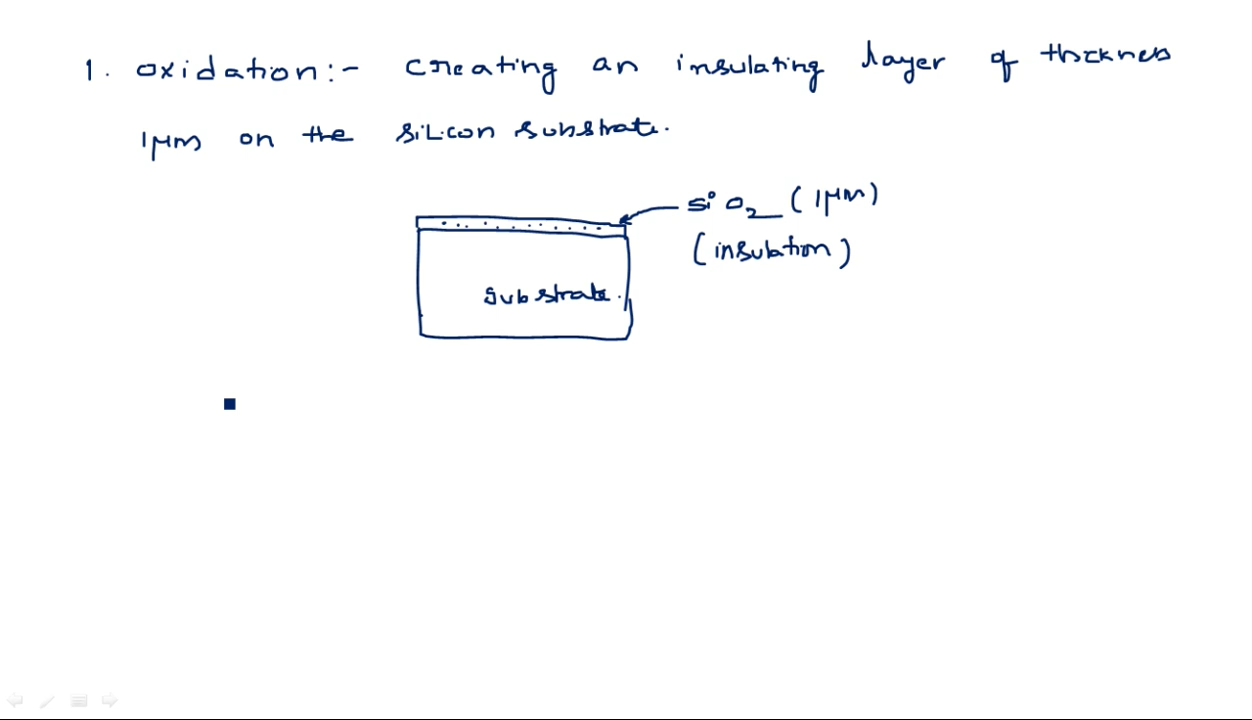 1. oxidation:- creating an insulating layer of thickness
1μm on the silicon substrate.
SiO2 (1μm)
(insulation)
substrate.